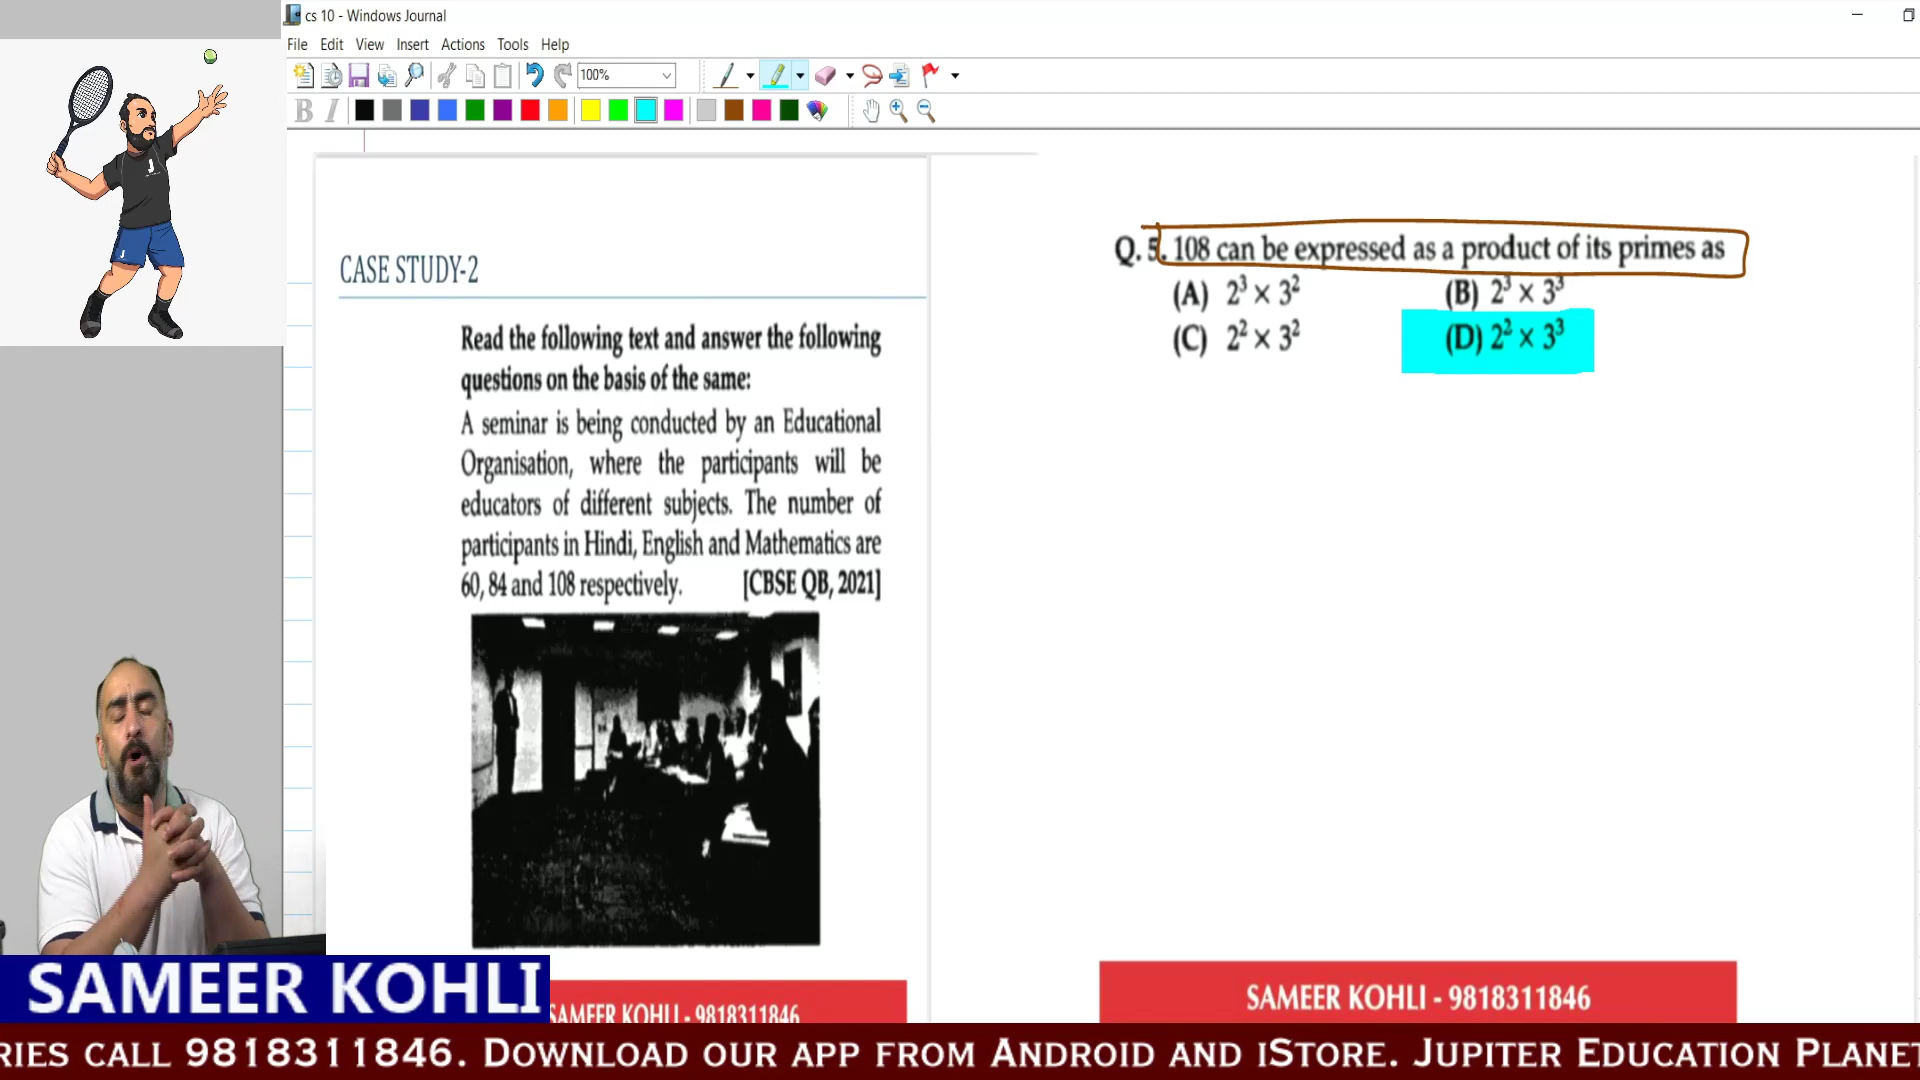 cs 10 - Windows Journal
File Edit View Insert Actions Tools Help
100%
B I
J
J
CASE STUDY-2
Read the following text and answer the following
questions on the basis of the same:
A seminar is being conducted by an Educational
Organisation, where the participants will be
educators of different subjects. The number of
participants in Hindi, English and Mathematics are
60, 84 and 108 respectively. [CBSE QB, 2021]
Q. 5. 108 can be expressed as a product of its primes as
(A) 2³ × 3² (B) 2³ × 3³
(C) 2² × 3² (D) 2² × 3³
SAMEER KOHLI
SAMEER KOHLI - 9818311846
SAMEER KOHLI - 9818311846
RIES CALL 9818311846. DOWNLOAD OUR APP FROM ANDROID AND ISTORE. JUPITER EDUCATION PLANET